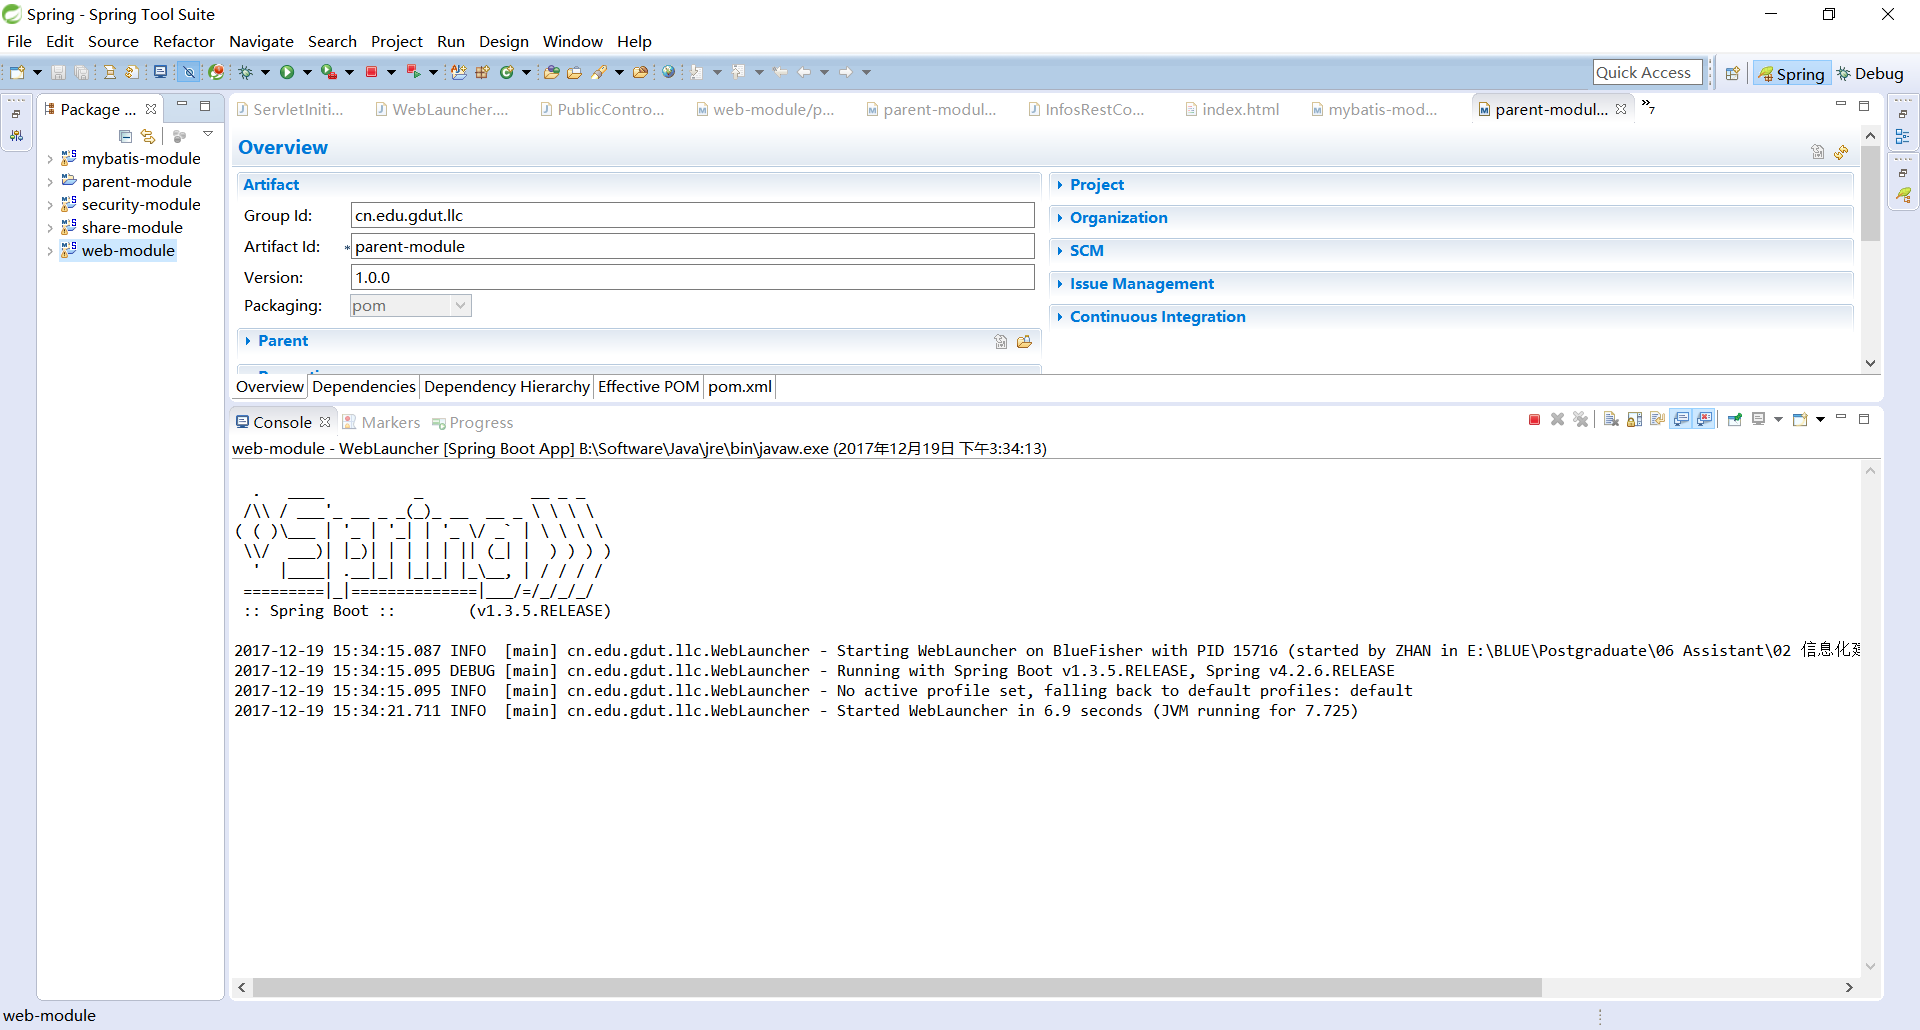 Spring - Spring Tool Suite
File Edit Source Refactor Navigate Search Project Run Design Window Help
Quick Access
Spring
Debug
Package ...
mybatis-module
parent-module
security-module
share-module
web-module
ServletIniti... WebLauncher.... PublicContro... web-module/p... parent-modul... InfosRestCo... index.html mybatis-mod... parent-modul... »7
Overview
Artifact
Group Id: cn.edu.gdut.llc
Artifact Id: * parent-module
Version: 1.0.0
Packaging: pom
Parent
Project
Organization
SCM
Issue Management
Continuous Integration
Overview Dependencies Dependency Hierarchy Effective POM pom.xml
Console Markers Progress
web-module - WebLauncher [Spring Boot App] B:\Software\Java\jre\bin\javaw.exe (2017年12月19日 下午3:34:13)
  .   ____          _            __ _ _
 /\\ / ___'_ __ _ _(_)_ __  __ _ \ \ \ \
( ( )\___ | '_ | '_| | '_ \/ _` | \ \ \ \
 \\/  ___)| |_)| | | | | || (_| |  ) ) ) )
  '  |____| .__|_| |_|_| |_\__, | / / / /
 =========|_|==============|___/=/_/_/_/
 :: Spring Boot ::        (v1.3.5.RELEASE)
2017-12-19 15:34:15.087 INFO  [main] cn.edu.gdut.llc.WebLauncher - Starting WebLauncher on BlueFisher with PID 15716 (started by ZHAN in E:\BLUE\Postgraduate\06 Assistant\02 信息化
2017-12-19 15:34:15.095 DEBUG [main] cn.edu.gdut.llc.WebLauncher - Running with Spring Boot v1.3.5.RELEASE, Spring v4.2.6.RELEASE
2017-12-19 15:34:15.095 INFO  [main] cn.edu.gdut.llc.WebLauncher - No active profile set, falling back to default profiles: default
2017-12-19 15:34:21.711 INFO  [main] cn.edu.gdut.llc.WebLauncher - Started WebLauncher in 6.9 seconds (JVM running for 7.725)
web-module